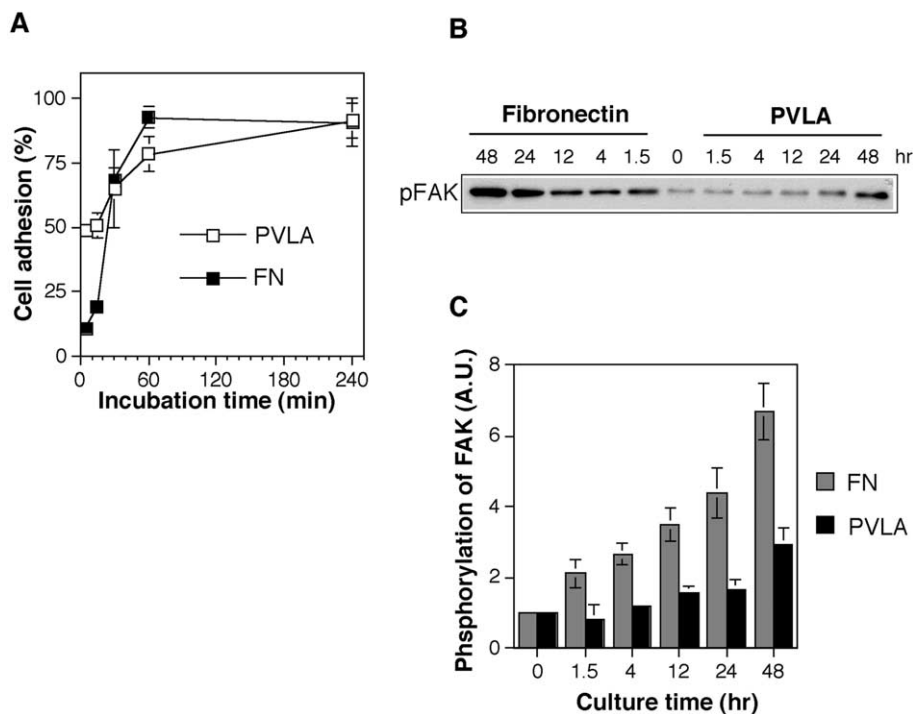 A
Cell adhesion (%)
100
75
50
25
0
PVLA
FN
0 60 120 180 240
Incubation time (min)
B
Fibronectin PVLA
48 24 12 4 1.5 0 1.5 4 12 24 48 hr
pFAK
C
Phsphorylation of FAK (A.U.)
8
6
4
2
0
FN
PVLA
0 1.5 4 12 24 48
Culture time (hr)